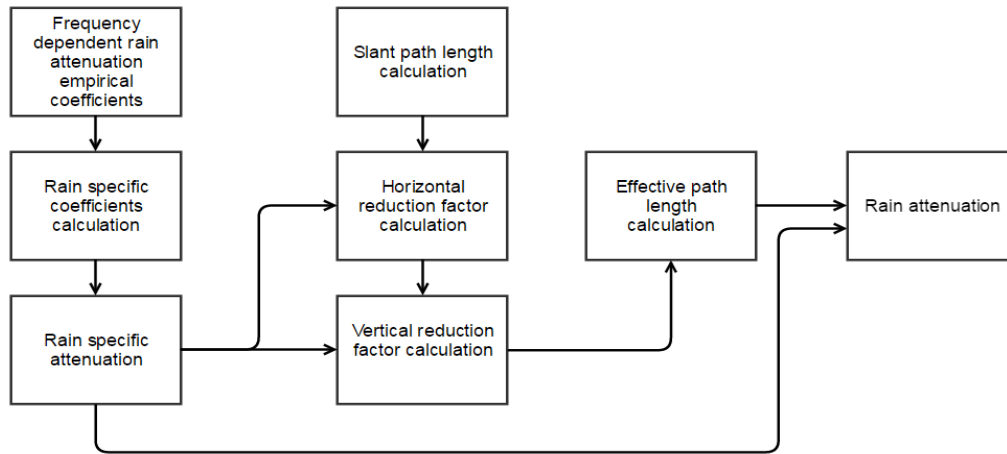 Frequency
dependent rain
attenuation
empirical
coefficients
Slant path length
calculation
Rain specific
coefficients
calculation
Horizontal
reduction factor
calculation
Effective path
length
calculation
Rain attenuation
Rain specific
attenuation
Vertical reduction
factor calculation